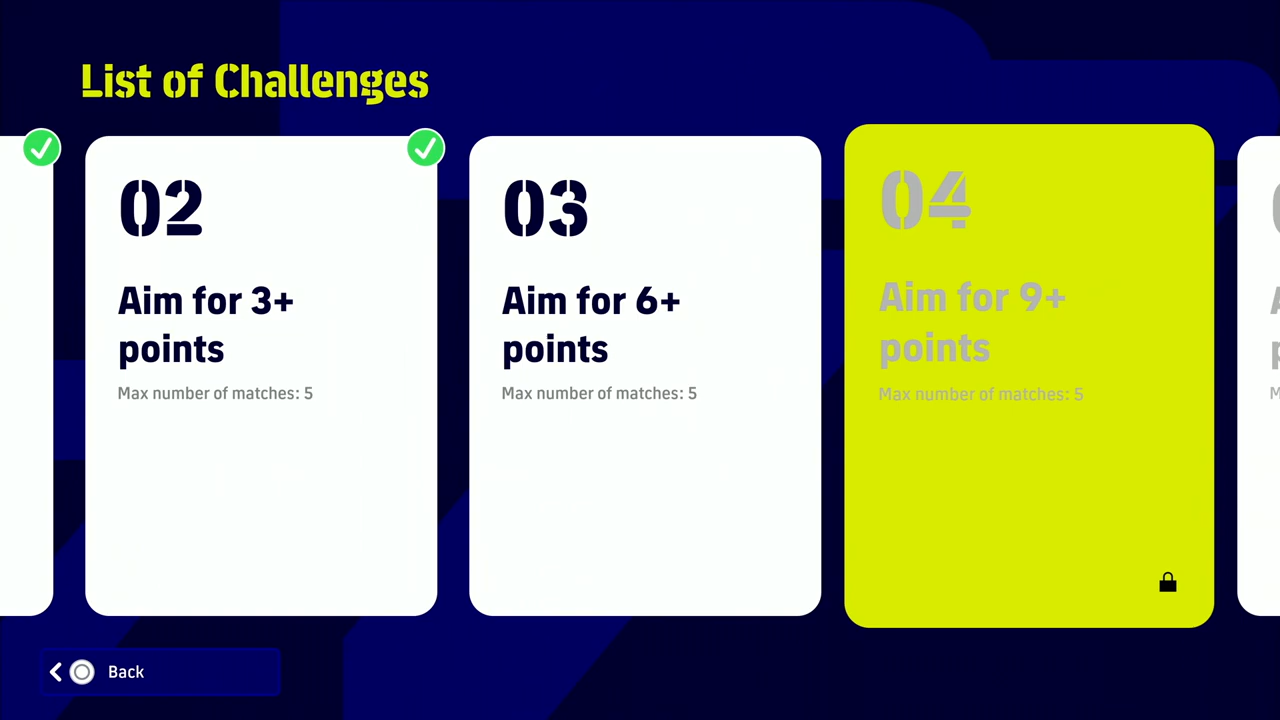 List of Challenges
02
Aim for 3+
points
Max number of matches: 5
03
Aim for 6+
points
Max number of matches: 5
04
Aim for 9+
points
Max number of matches: 5
Back